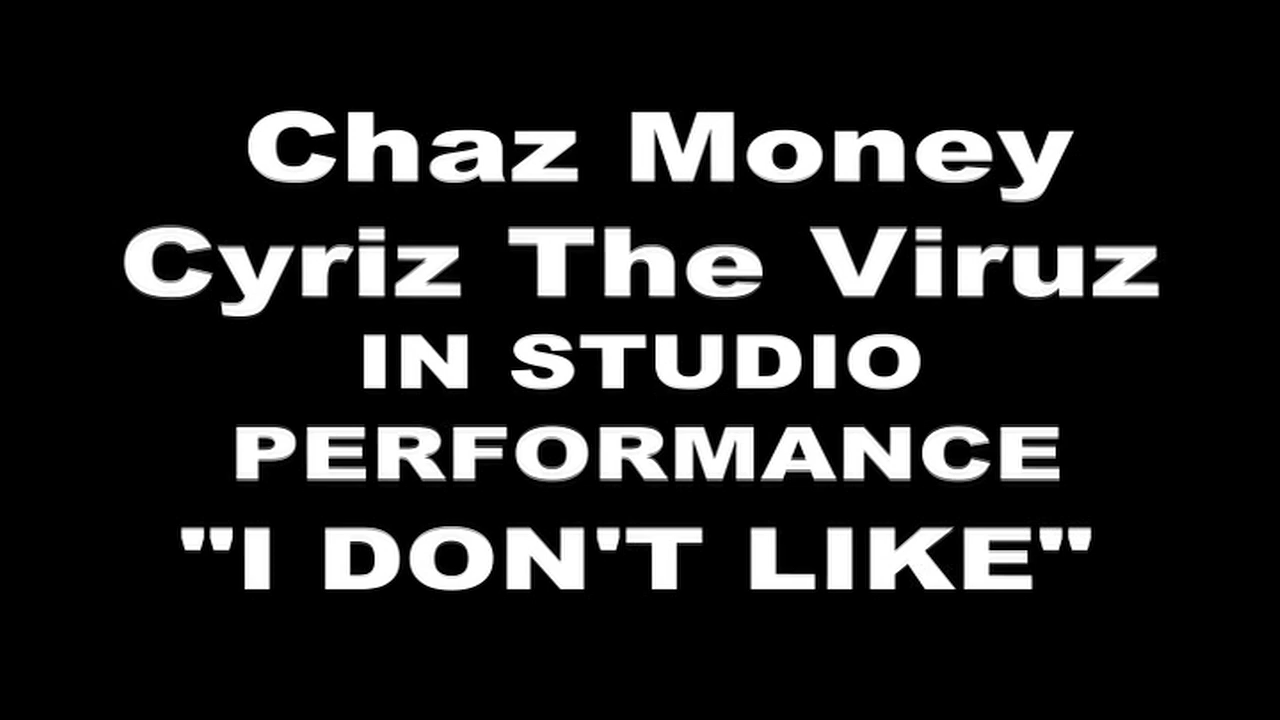 Chaz Money
Cyriz The Viruz
IN STUDIO
PERFORMANCE
"I DON'T LIKE"